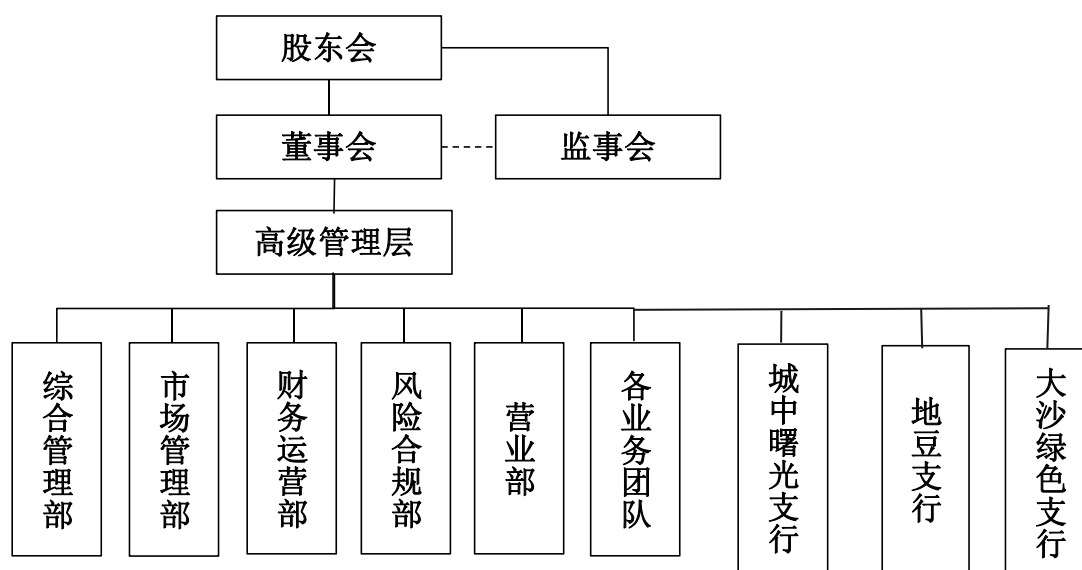 股东会
董事会
监事会
高级管理层
综合管理部
市场管理部
财务运营部
风险合规部
营业部
各业务团队
城中曙光支行
地豆支行
大沙绿色支行